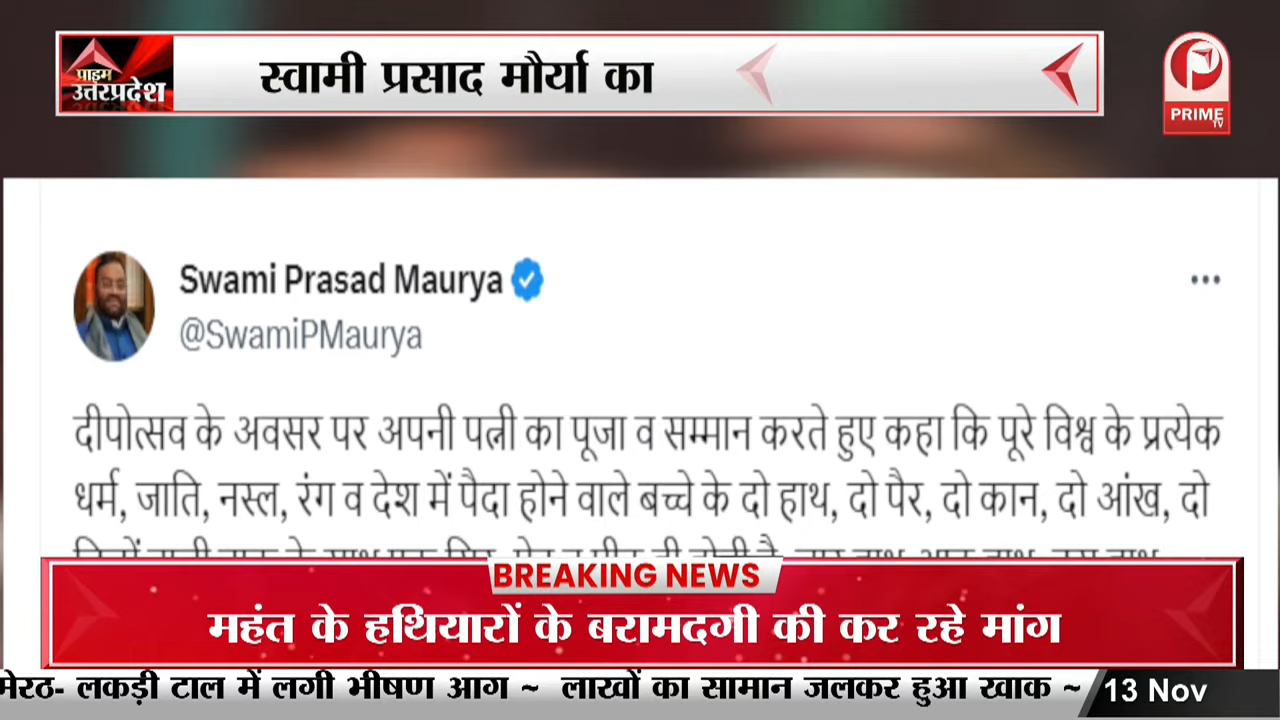 प्राइम
उत्तरप्रदेश
स्वामी प्रसाद मौर्या का
PRIME
TV
Swami Prasad Maurya
@SwamiPMaurya
दीपोत्सव के अवसर पर अपनी पत्नी का पूजा व सम्मान करते हुए कहा कि पूरे विश्व के प्रत्येक
धर्म, जाति, नस्ल, रंग व देश में पैदा होने वाले बच्चे के दो हाथ, दो पैर, दो कान, दो आंख, दो
BREAKING NEWS
महंत के हथियारों के बरामदगी की कर रहे मांग
मेरठ- लकड़ी टाल में लगी भीषण आग ~ लाखों का सामान जलकर हुआ खाक ~
13 Nov